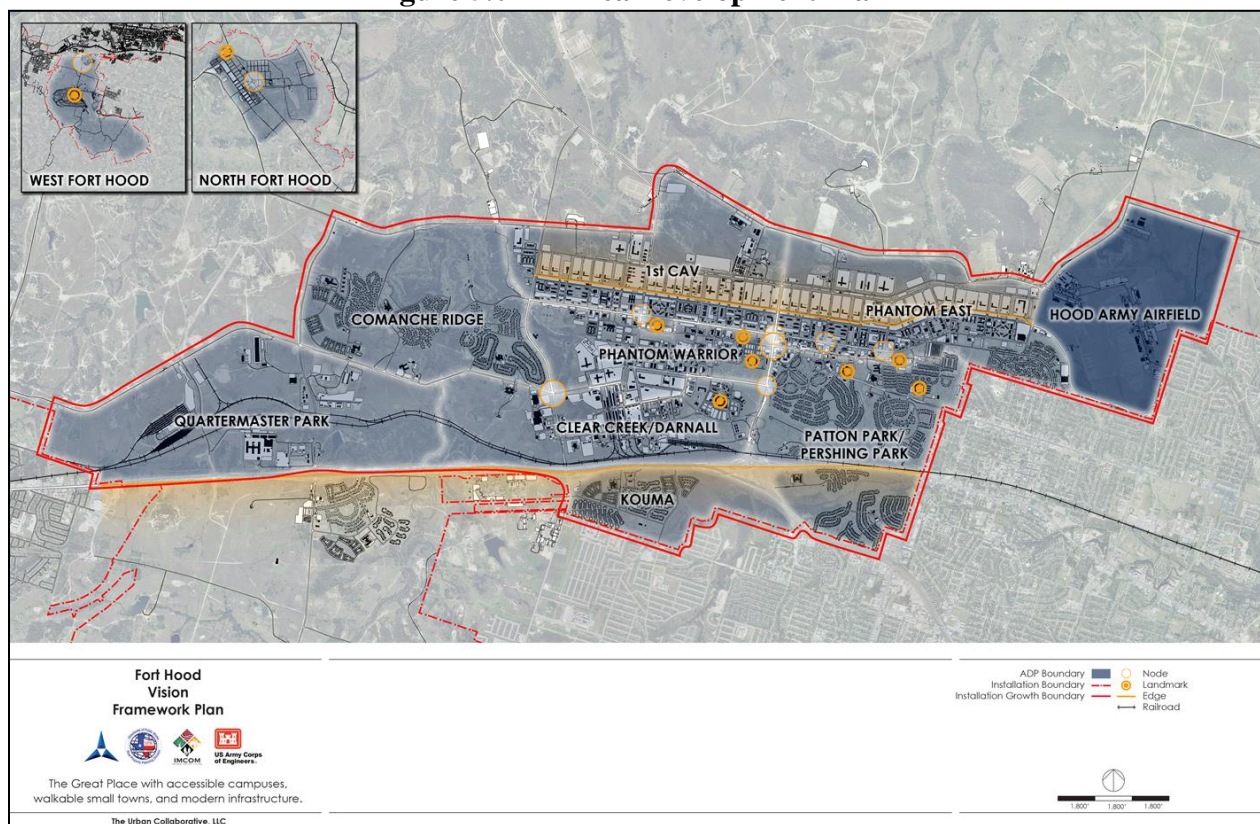 WEST FORT HOOD
NORTH FORT HOOD
1st CAV
PHANTOM EAST
HOOD ARMY AIRFIELD
COMANCHE RIDGE
PHANTOM WARRIOR
QUARTERMASTER PARK
CLEAR CREEK/DARNALL
PATTON PARK/
PERSHING PARK
KOUMA
Fort Hood
Vision
Framework Plan
IMCOM
US Army Corps
of Engineers®
The Great Place with accessible campuses,
walkable small towns, and modern infrastructure.
The Urban Collaborative, LLC
ADP Boundary
Node
Installation Boundary
Landmark
Installation Growth Boundary
Edge
Railroad
1,800' 1,800' 1,800'